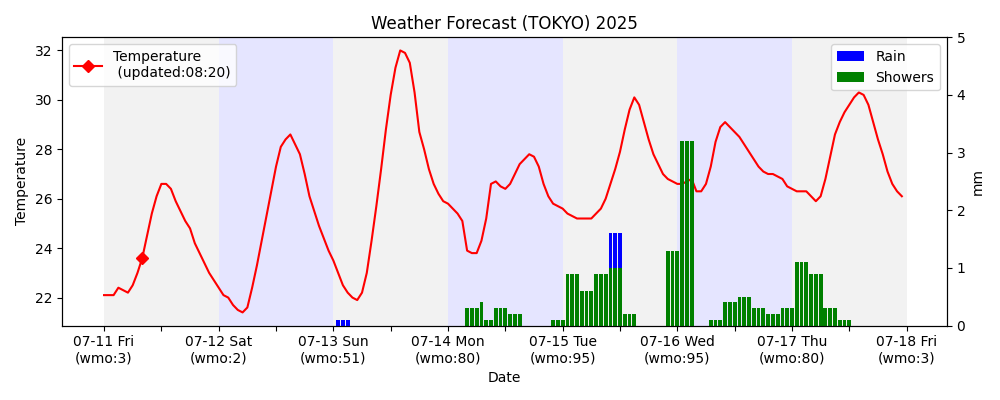 Weather Forecast (TOKYO) 2025
Temperature
(updated:08:20)
Rain
Showers
32
30
28
26
24
22
Temperature
5
4
3
2
1
0
mm
07-11 Fri
(wmo:3)
07-12 Sat
(wmo:2)
07-13 Sun
(wmo:51)
07-14 Mon
(wmo:80)
07-15 Tue
(wmo:95)
07-16 Wed
(wmo:95)
07-17 Thu
(wmo:80)
07-18 Fri
(wmo:3)
Date